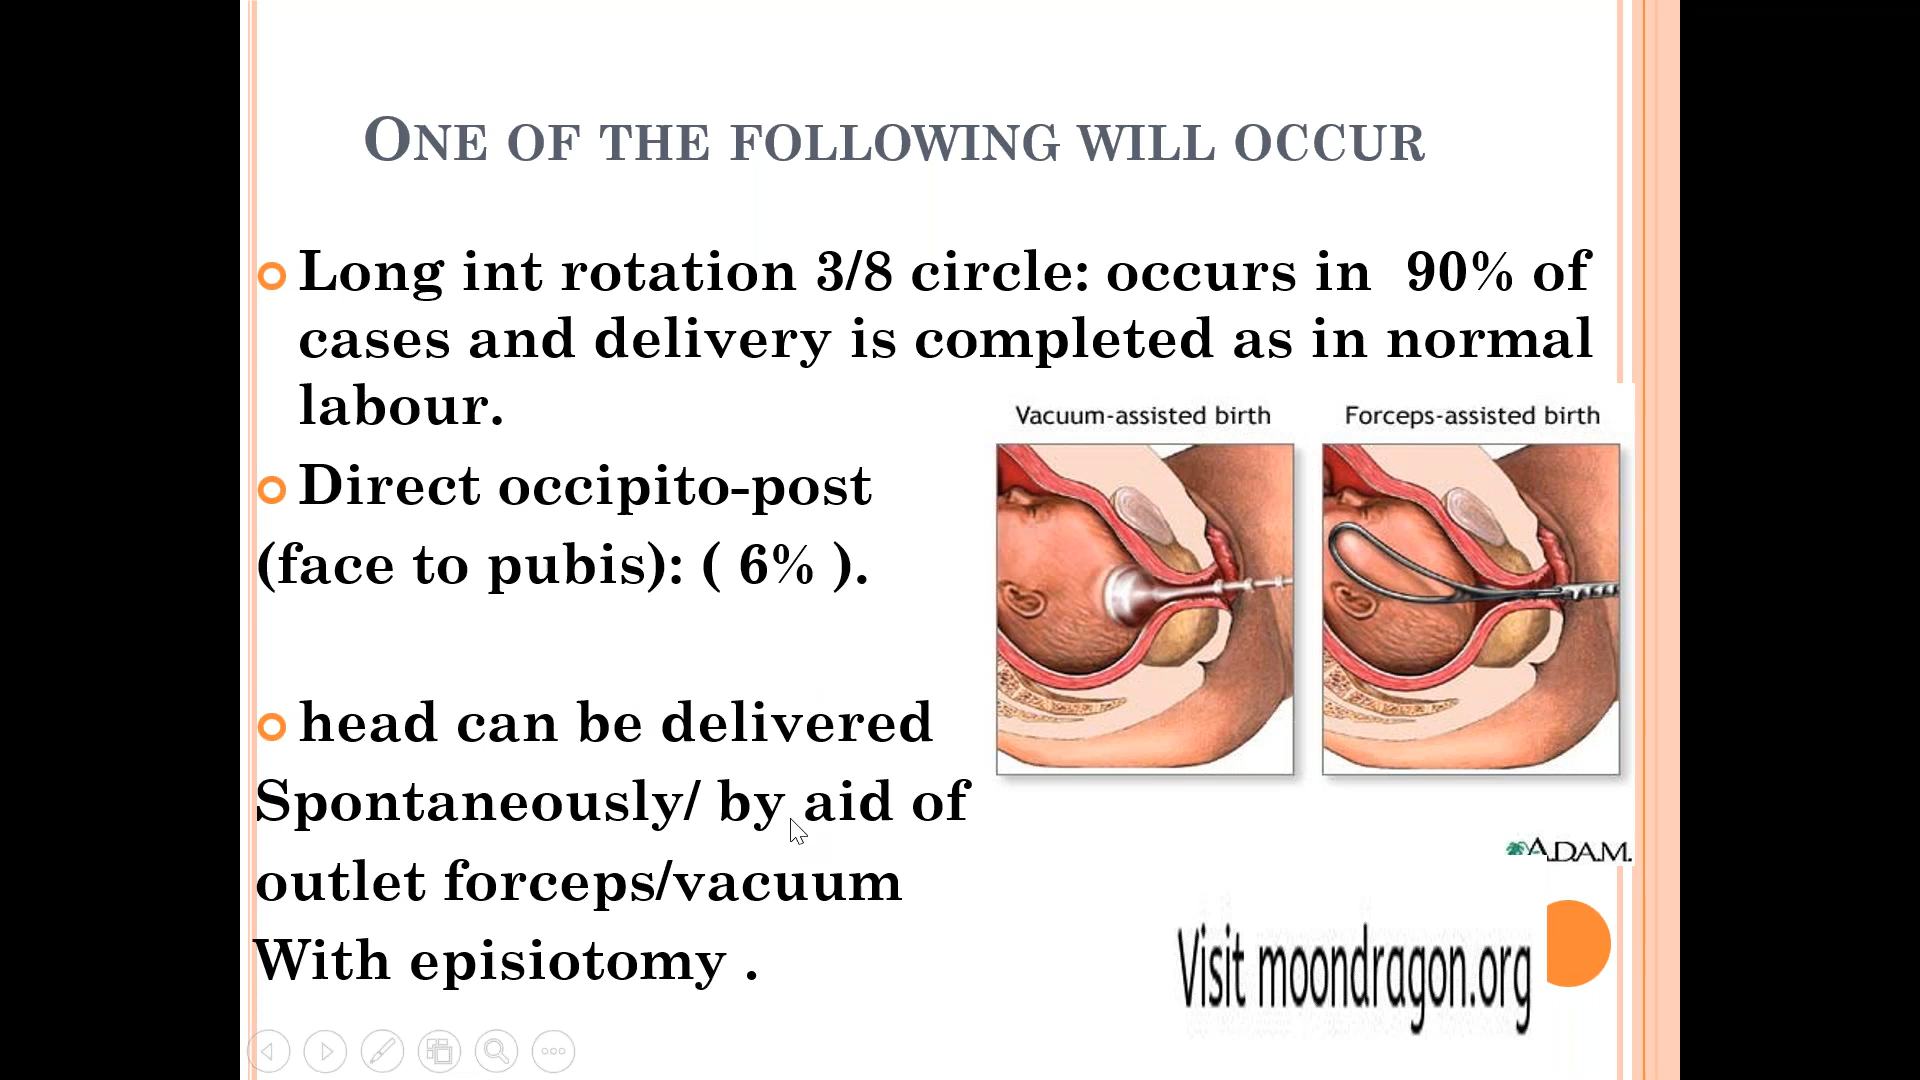 ONE OF THE FOLLOWING WILL OCCUR
Long int rotation 3/8 circle: occurs in 90% of
cases and delivery is completed as in normal
labour.
Direct occipito-post
(face to pubis): ( 6% ).
head can be delivered
Spontaneously/ by aid of
outlet forceps/vacuum
With episiotomy .
Vacuum-assisted birth
Forceps-assisted birth
A.D.A.M.
Visit moondragon.org